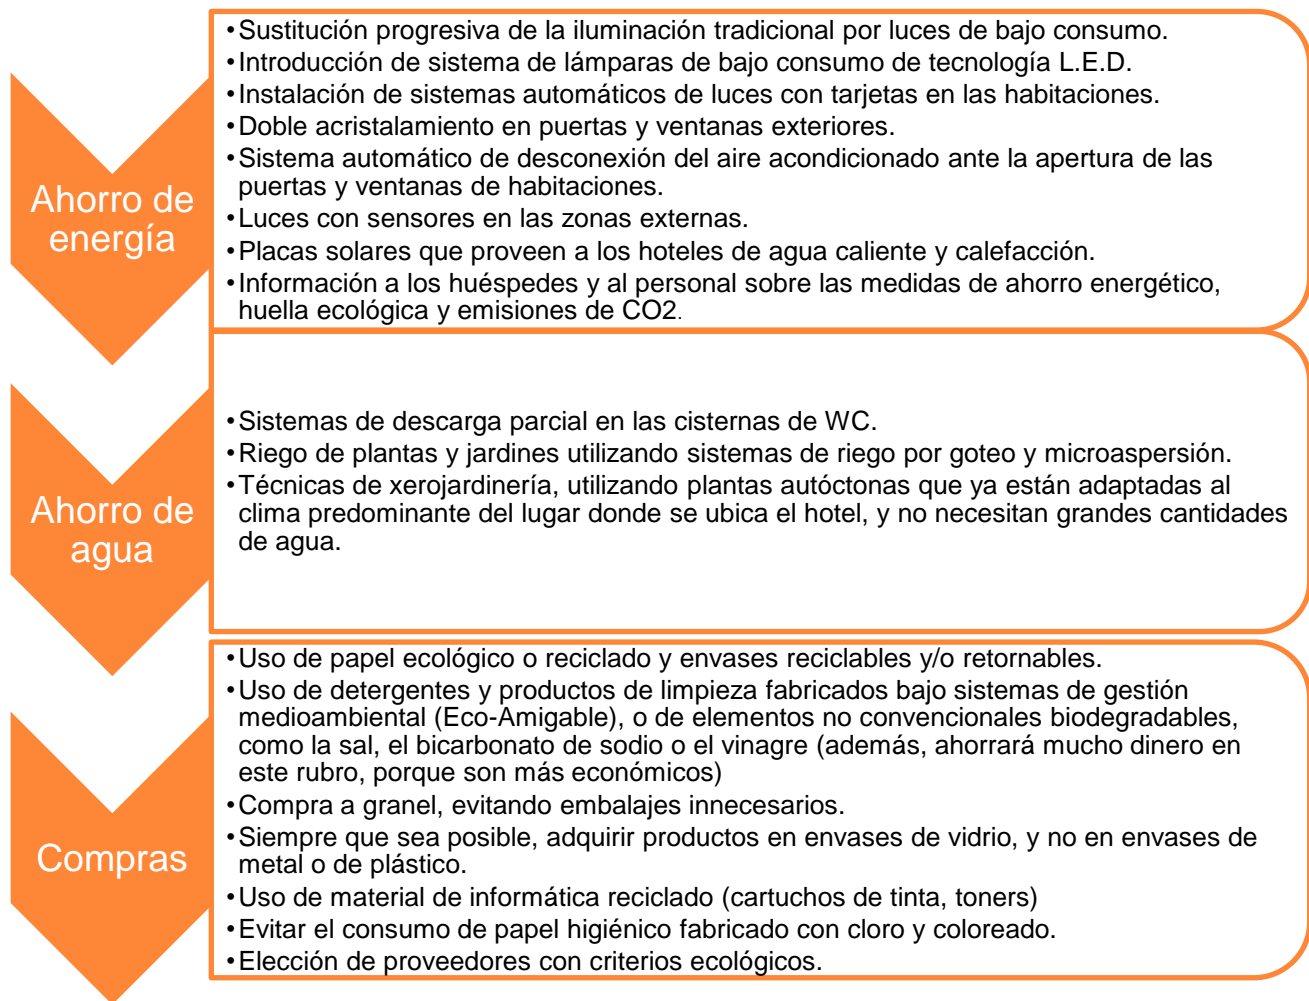 •Sustitución progresiva de la iluminación tradicional por luces de bajo consumo.
•Introducción de sistema de lámparas de bajo consumo de tecnología L.E.D.
•Instalación de sistemas automáticos de luces con tarjetas en las habitaciones.
•Doble acristalamiento en puertas y ventanas exteriores.
•Sistema automático de desconexión del aire acondicionado ante la apertura de las
puertas y ventanas de habitaciones.
•Luces con sensores en las zonas externas.
•Placas solares que proveen a los hoteles de agua caliente y calefacción.
•Información a los huéspedes y al personal sobre las medidas de ahorro energético,
huella ecológica y emisiones de CO2.
Ahorro de
energía
•Sistemas de descarga parcial en las cisternas de WC.
•Riego de plantas y jardines utilizando sistemas de riego por goteo y microaspersión.
•Técnicas de xerojardinería, utilizando plantas autóctonas que ya están adaptadas al
clima predominante del lugar donde se ubica el hotel, y no necesitan grandes cantidades
de agua.
Ahorro de
agua
•Uso de papel ecológico o reciclado y envases reciclables y/o retornables.
•Uso de detergentes y productos de limpieza fabricados bajo sistemas de gestión
medioambiental (Eco-Amigable), o de elementos no convencionales biodegradables,
como la sal, el bicarbonato de sodio o el vinagre (además, ahorrará mucho dinero en
este rubro, porque son más económicos)
•Compra a granel, evitando embalajes innecesarios.
•Siempre que sea posible, adquirir productos en envases de vidrio, y no en envases de
metal o de plástico.
•Uso de material de informática reciclado (cartuchos de tinta, toners)
•Evitar el consumo de papel higiénico fabricado con cloro y coloreado.
•Elección de proveedores con criterios ecológicos.
Compras